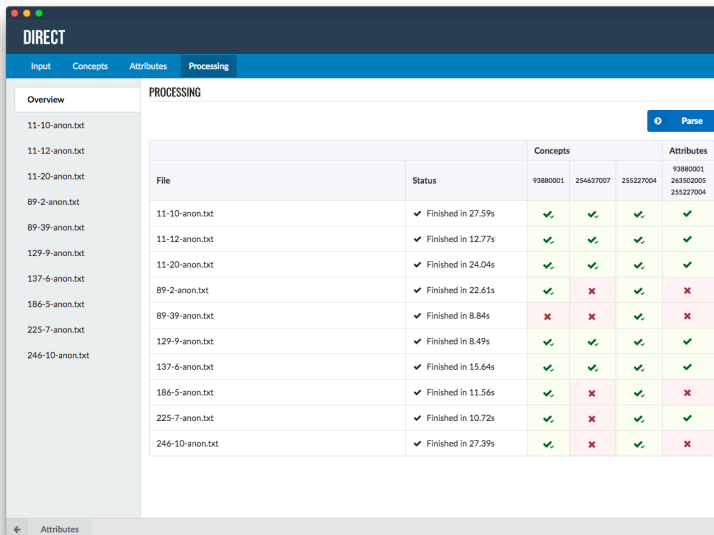 DIRECT
Input Concepts Attributes Processing
Overview
11-10-anon.txt
11-12-anon.txt
11-20-anon.txt
89-2-anon.txt
89-39-anon.txt
129-9-anon.txt
137-6-anon.txt
186-5-anon.txt
225-7-anon.txt
246-10-anon.txt
PROCESSING
Parse
Concepts Attributes
File Status 93880001 254637007 255227004 93880001
263502005
255227004
11-10-anon.txt Finished in 27.59s
11-12-anon.txt Finished in 12.77s
11-20-anon.txt Finished in 24.04s
89-2-anon.txt Finished in 22.61s
89-39-anon.txt Finished in 8.84s
129-9-anon.txt Finished in 8.49s
137-6-anon.txt Finished in 15.64s
186-5-anon.txt Finished in 11.56s
225-7-anon.txt Finished in 10.72s
246-10-anon.txt Finished in 27.39s
Attributes